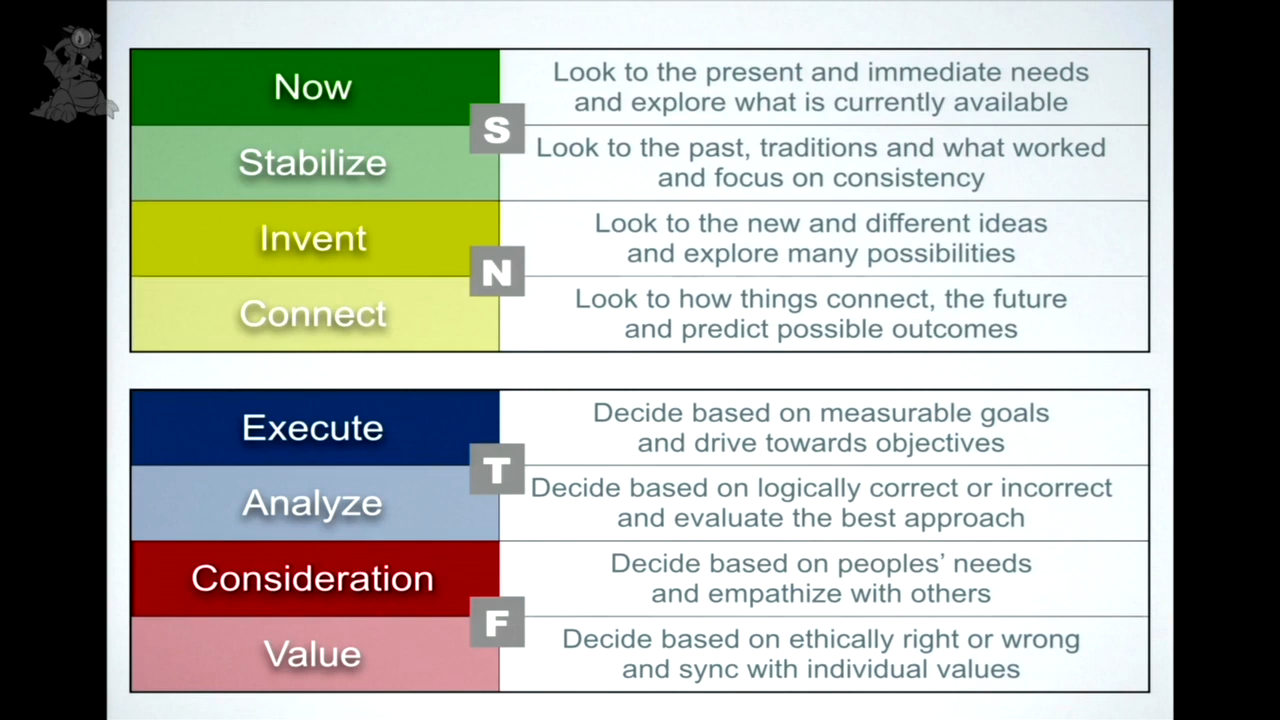 Now
Look to the present and immediate needs
and explore what is currently available
S
Stabilize
Look to the past, traditions and what worked
and focus on consistency
Invent
Look to the new and different ideas
and explore many possibilities
N
Connect
Look to how things connect, the future
and predict possible outcomes
Execute
Decide based on measurable goals
and drive towards objectives
T
Analyze
Decide based on logically correct or incorrect
and evaluate the best approach
Consideration
Decide based on peoples’ needs
and empathize with others
F
Value
Decide based on ethically right or wrong
and sync with individual values